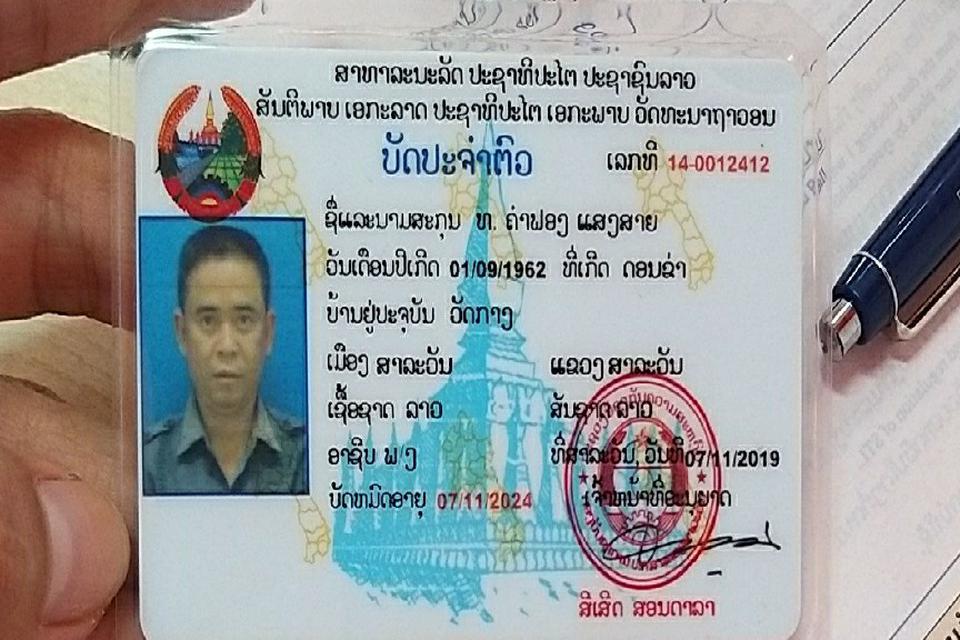 ສາທາລະນະລັດ ປະຊາທິປະໄຕ ປະຊາຊົນລາວ
ສັນຕິພາບ ເອກະລາດ ປະຊາທິປະໄຕ ເອກະພາບ ວັດທະນາຖາວອນ
ບັດປະຈຳຕົວ ເລກທີ 14-0012412
ຊື່ແລະນາມສະກຸນ ທ. ຄຳຟອງ ແສງສາຍ
ວັນເດືອນປີເກີດ 01/09/1962 ທີ່ເກີດ ດອນຂ່າ
ບ້ານຢູ່ປະຈຸບັນ ວັດກາງ
ເມືອງ ສາລະວັນ ແຂວງ ສາລະວັນ
ເຊື້ອຊາດ ລາວ ສັນຊາດ ລາວ
ອາຊີບ ພ/ງ ທີ່ສາລະວັນ, ວັນທີ 07/11/2019
ບັດຫມົດອາຍຸ 07/11/2024 ເຈົ້າຫນ້າທີ່ອະນຸຍາດ
ສີເສີດ ສອນດາລາ